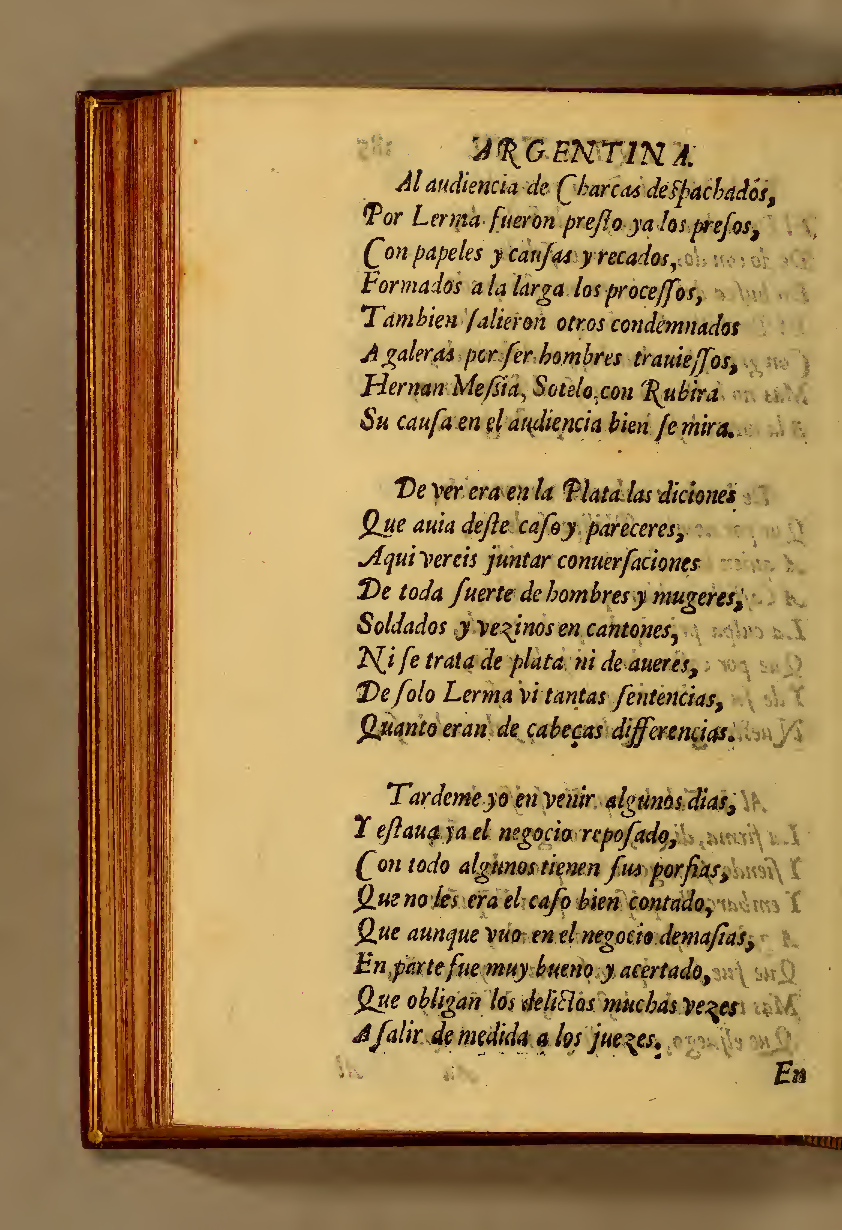 ARGENTINA.
Al audiencia de Charcas deſpachados,
Por Lerma fueron preſto ya los preſos,
Con papeles y cauſas y recados,
Formados a la larga los proceſſos,
Tambien ſalieron otros condemnados
A galeras por ſer hombres trauieſſos,
Hernan Meſsia, Sotelo, con Rubira
Su cauſa en el audiencia bien ſe mira.
De ver era en la Plata las diciones
Que auia deſte caſo y pareceres,
Aqui vereis juntar conuerſaciones
De toda ſuerte de hombres y mugeres,
Soldados y vezinos en cantones,
Ni ſe trata de plata ni de aueres,
De ſolo Lerma vi tantas ſentencias,
Quanto eran de cabeças differencias.
Tardeme yo en venir algunos dias,
Y eſtaua ya el negocio repoſado,
Con todo algunos tienen ſus porfias,
Que no les era el caſo bien contado,
Que aunque vuo en el negocio demaſias,
En parte fue muy bueno y acertado,
Que obligan los delictos muchas vezes
A ſalir de medida a los juezes.
En